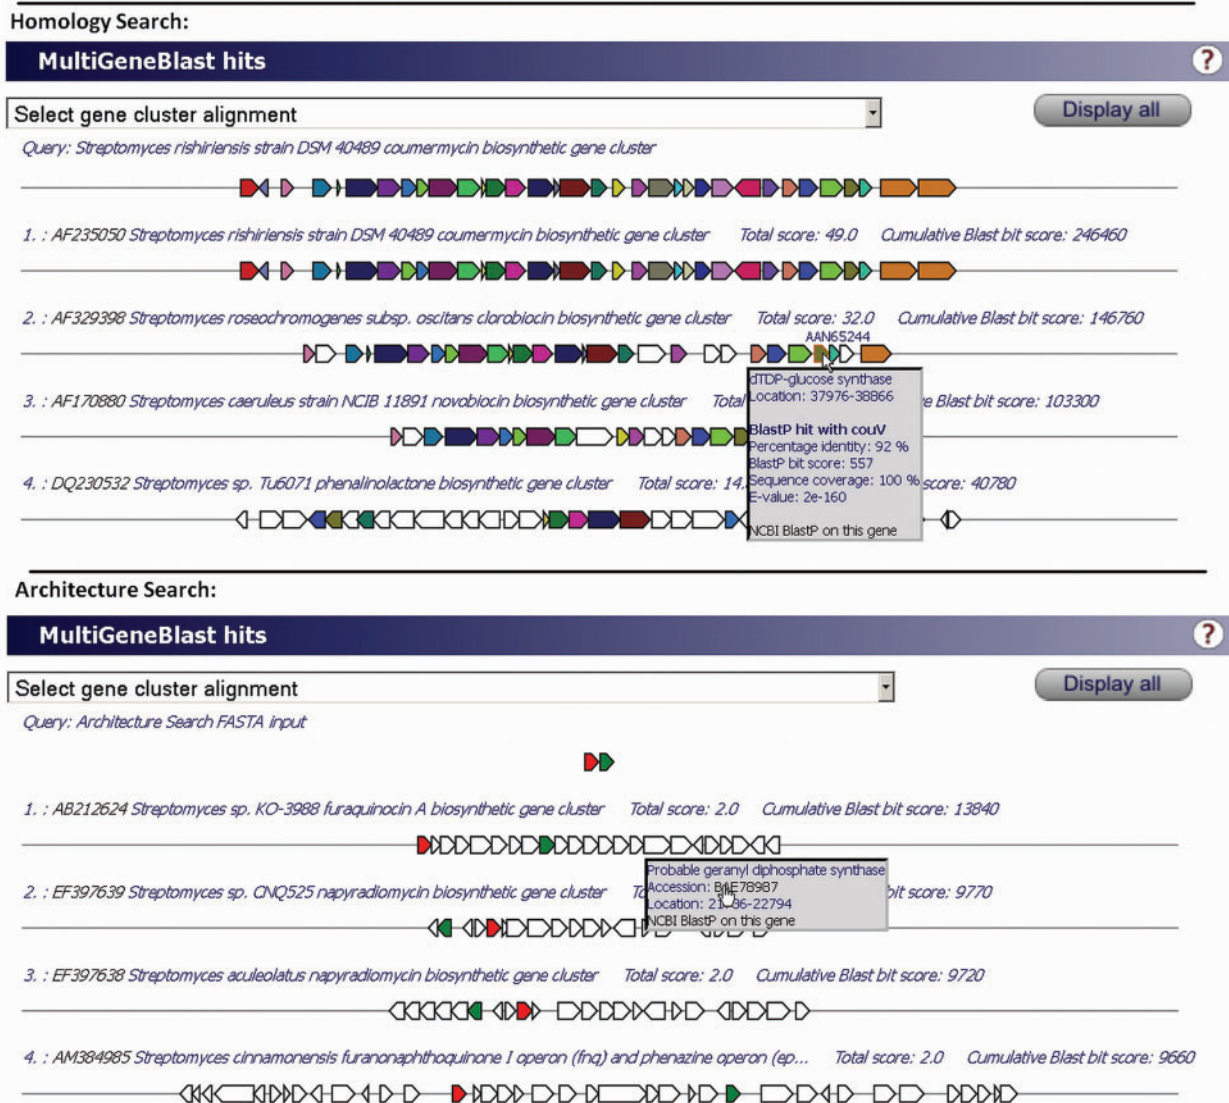 Homology Search:
MultiGeneBlast hits
?
Select gene cluster alignment
Display all
Query: Streptomyces rishiriensis strain DSM 40489 coumermycin biosynthetic gene cluster
1. : AF235050 Streptomyces rishiriensis strain DSM 40489 coumermycin biosynthetic gene cluster Total score: 49.0 Cumulative Blast bit score: 246460
2. : AF329398 Streptomyces roseochromogenes subsp. oscitans clorobiocin biosynthetic gene cluster Total score: 32.0 Cumulative Blast bit score: 146760
AAN65244
dTDP-glucose synthase
Location: 37976-38866
3. : AF170880 Streptomyces caeruleus strain NCIB 11891 novobiocin biosynthetic gene cluster Total e Blast bit score: 103300
BlastP hit with couV
Percentage identity: 92 %
BlastP bit score: 557
4. : DQ230532 Streptomyces sp. Tu6071 phenalinolactone biosynthetic gene cluster Total score: 14. score: 40780
Sequence coverage: 100 %
E-value: 2e-160
NCBI BlastP on this gene
Architecture Search:
MultiGeneBlast hits
?
Select gene cluster alignment
Display all
Query: Architecture Search FASTA input
1. : AB212624 Streptomyces sp. KO-3988 furaquinocin A biosynthetic gene cluster Total score: 2.0 Cumulative Blast bit score: 13840
Probable geranyl diphosphate synthase
Accession:
2. : EF397639 Streptomyces sp. CNQ525 napyradiomycin biosynthetic gene cluster bit score: 9770
Location:
NCBI BlastP on this gene
3. : EF397638 Streptomyces aculeolatus napyradiomycin biosynthetic gene cluster Total score: 2.0 Cumulative Blast bit score: 9720
4. : AM384985 Streptomyces cinnamonensis furanonaphthoquinone I operon (fnq) and phenazine operon (ep... Total score: 2.0 Cumulative Blast bit score: 9660